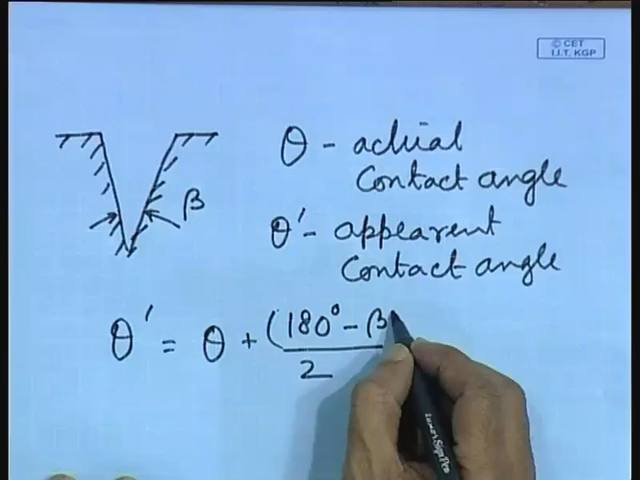 © CET
I.I.T. KGP
θ - actual
Contact angle
β
θ' - appearent
Contact angle
θ' = θ + (180° - β
2